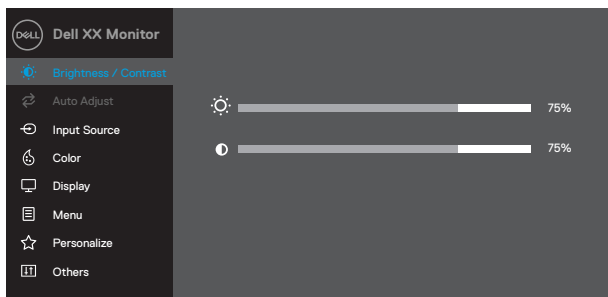 DELL
Dell XX Monitor
Brightness / Contrast
Auto Adjust
Input Source
Color
Display
Menu
Personalize
Others
75%
75%